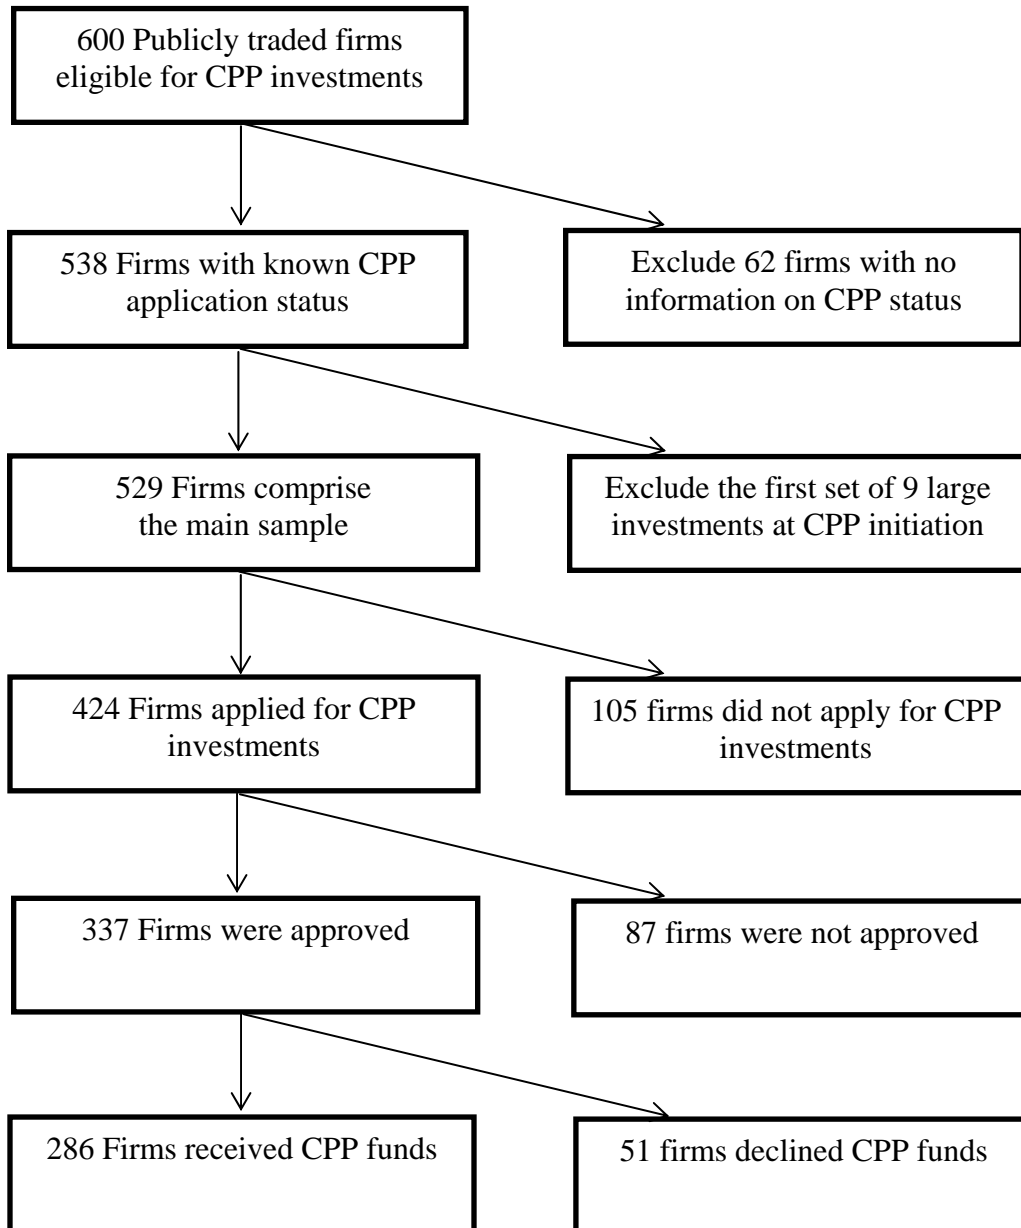 600 Publicly traded firms
eligible for CPP investments
538 Firms with known CPP
application status
Exclude 62 firms with no
information on CPP status
529 Firms comprise
the main sample
Exclude the first set of 9 large
investments at CPP initiation
424 Firms applied for CPP
investments
105 firms did not apply for CPP
investments
337 Firms were approved
87 firms were not approved
286 Firms received CPP funds
51 firms declined CPP funds